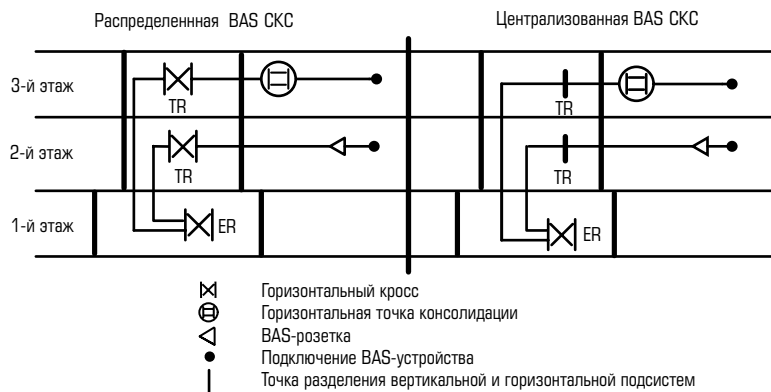 Распределеннная BAS СКС
Централизованная BAS СКС
3-й этаж
TR
TR
2-й этаж
TR
TR
1-й этаж
ER
ER
Горизонтальный кросс
Горизонтальная точка консолидации
BAS-розетка
Подключение BAS-устройства
Точка разделения вертикальной и горизонтальной подсистем